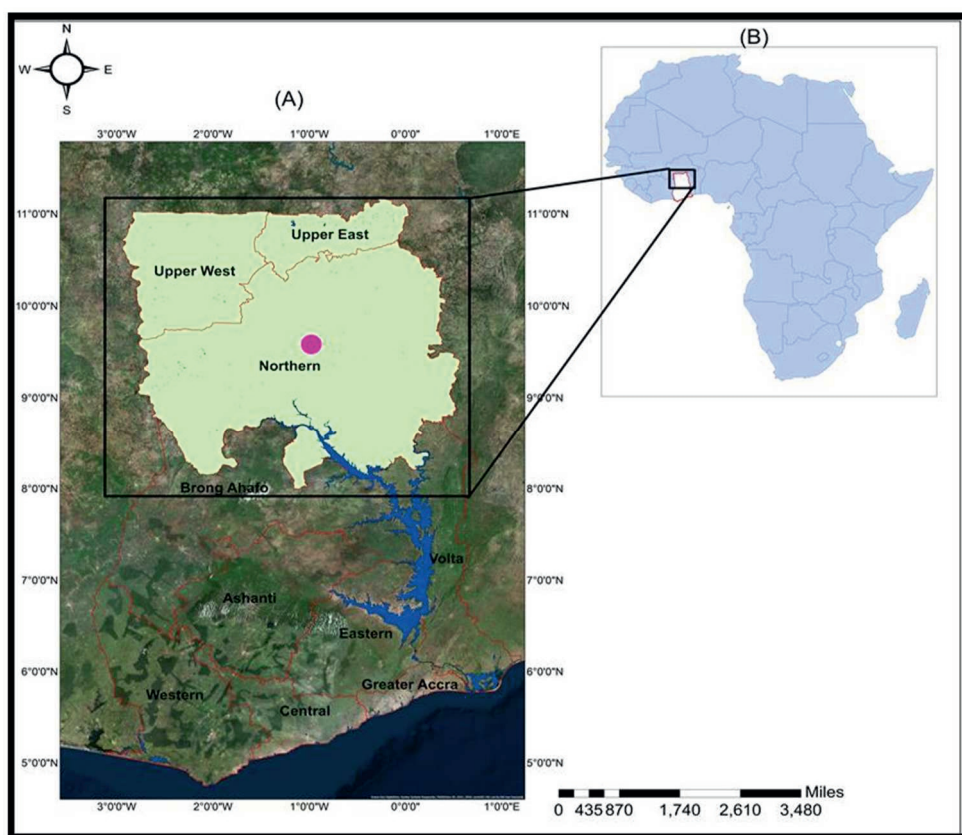 N
W E
S
(A)
(B)
3°0'0"W 2°0'0"W 1°0'0"W 0°0'0" 1°0'0"E
11°0'0"N 11°0'0"N
Upper East
Upper West
10°0'0"N 10°0'0"N
Northern
9°0'0"N 9°0'0"N
Brong Ahafo
8°0'0"N 8°0'0"N
Volta
7°0'0"N 7°0'0"N
Ashanti
Eastern
6°0'0"N 6°0'0"N
Greater Accra
Western
Central
5°0'0"N 5°0'0"N
3°0'0"W 2°0'0"W 1°0'0"W 0°0'0" 1°0'0"E
Miles
0 435 870 1,740 2,610 3,480